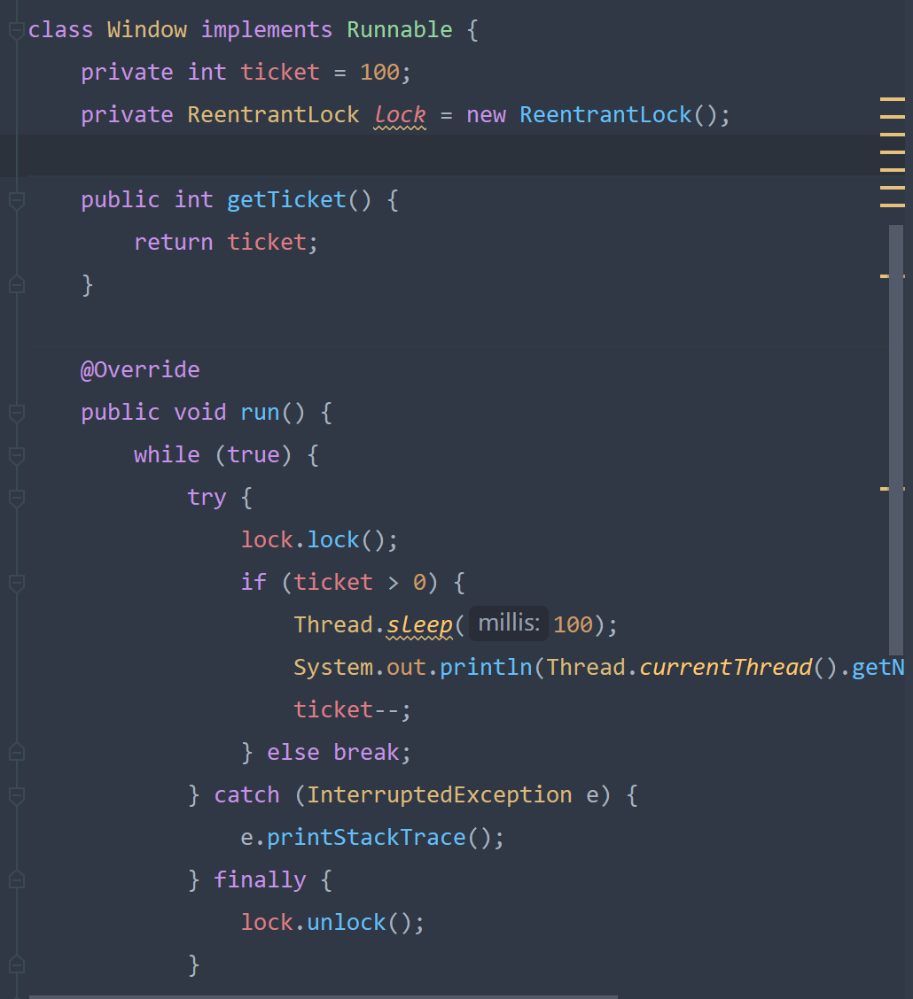 class Window implements Runnable {
    private int ticket = 100;
    private ReentrantLock lock = new ReentrantLock();

    public int getTicket() {
        return ticket;
    }

    @Override
    public void run() {
        while (true) {
            try {
                lock.lock();
                if (ticket > 0) {
                    Thread.sleep( millis: 100);
                    System.out.println(Thread.currentThread().getN
                    ticket--;
                } else break;
            } catch (InterruptedException e) {
                e.printStackTrace();
            } finally {
                lock.unlock();
            }